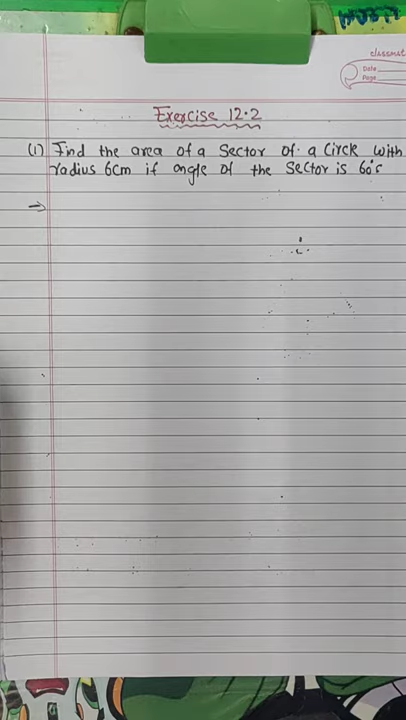 classmate
Date
Page
Exercise 12.2
(1) Find the area of a Sector of a Circle with
radius 6cm if angle of the Sector is 60°
⇒